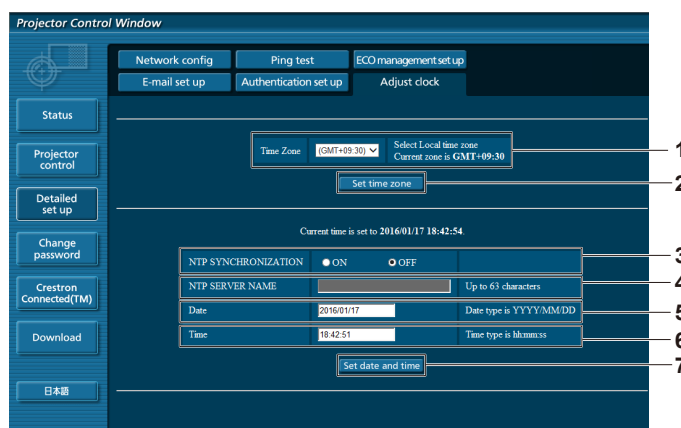 Projector Control Window
Network config
Ping test
ECO management set up
E-mail set up
Authentication set up
Adjust clock
Status
Projector
control
Detailed
set up
Change
password
Crestron
Connected(TM)
Download
日本語
Time Zone
(GMT+09:30)
Select Local time zone
Current zone is GMT+09:30
1
Set time zone
2
Current time is set to 2016/01/17 18:42:54.
NTP SYNCHRONIZATION ON OFF
3
NTP SERVER NAME Up to 63 characters
4
Date 2016/01/17 Date type is YYYY/MM/DD
5
Time 18:42:51 Time type is hh:mm:ss
6
Set date and time
7